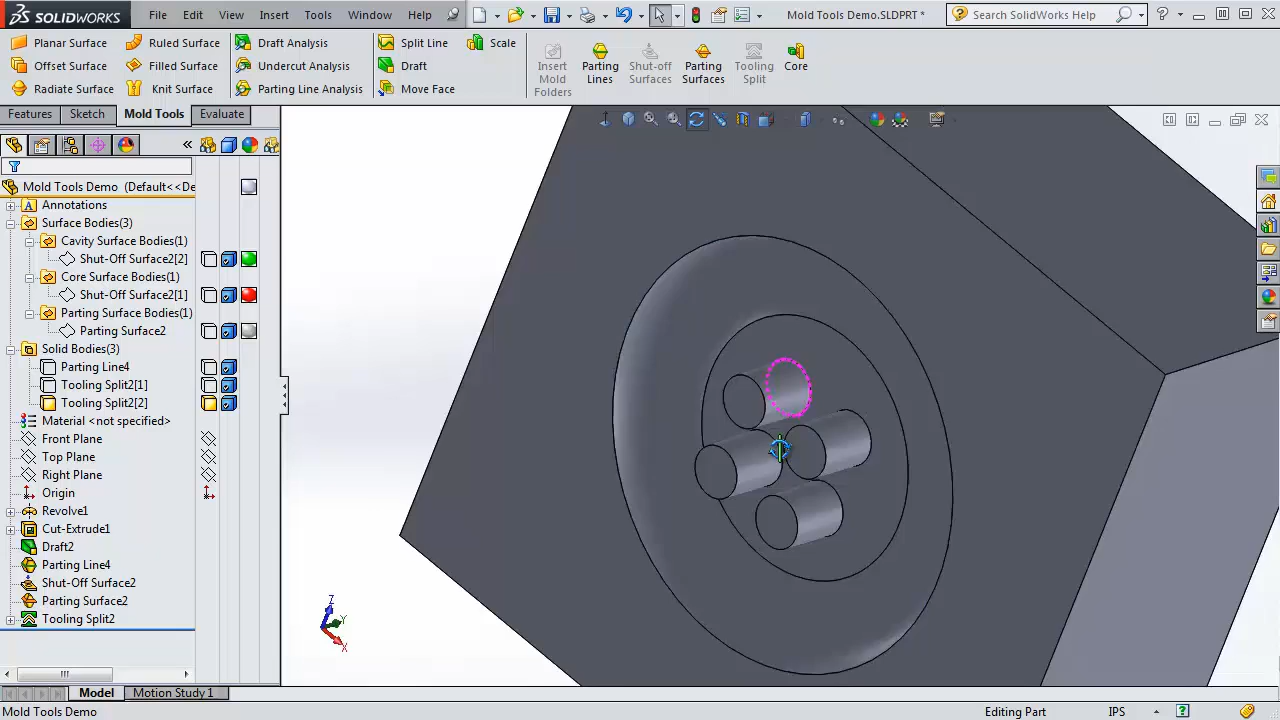 SOLIDWORKS File Edit View Insert Tools Window Help Mold Tools Demo.SLDPRT * Search SolidWorks Help
Planar Surface Ruled Surface Draft Analysis Split Line Scale
Offset Surface Filled Surface Undercut Analysis Draft
Radiate Surface Knit Surface Parting Line Analysis Move Face
Insert Mold Folders
Parting Lines
Shut-off Surfaces
Parting Surfaces
Tooling Split
Core
Features Sketch Mold Tools Evaluate
Mold Tools Demo (Default<<De
Annotations
Surface Bodies(3)
Cavity Surface Bodies(1)
Shut-Off Surface2[2]
Core Surface Bodies(1)
Shut-Off Surface2[1]
Parting Surface Bodies(1)
Parting Surface2
Solid Bodies(3)
Parting Line4
Tooling Split2[1]
Tooling Split2[2]
Material <not specified>
Front Plane
Top Plane
Right Plane
Origin
Revolve1
Cut-Extrude1
Draft2
Parting Line4
Shut-Off Surface2
Parting Surface2
Tooling Split2
Z
Y
X
Model Motion Study 1
Mold Tools Demo Editing Part IPS